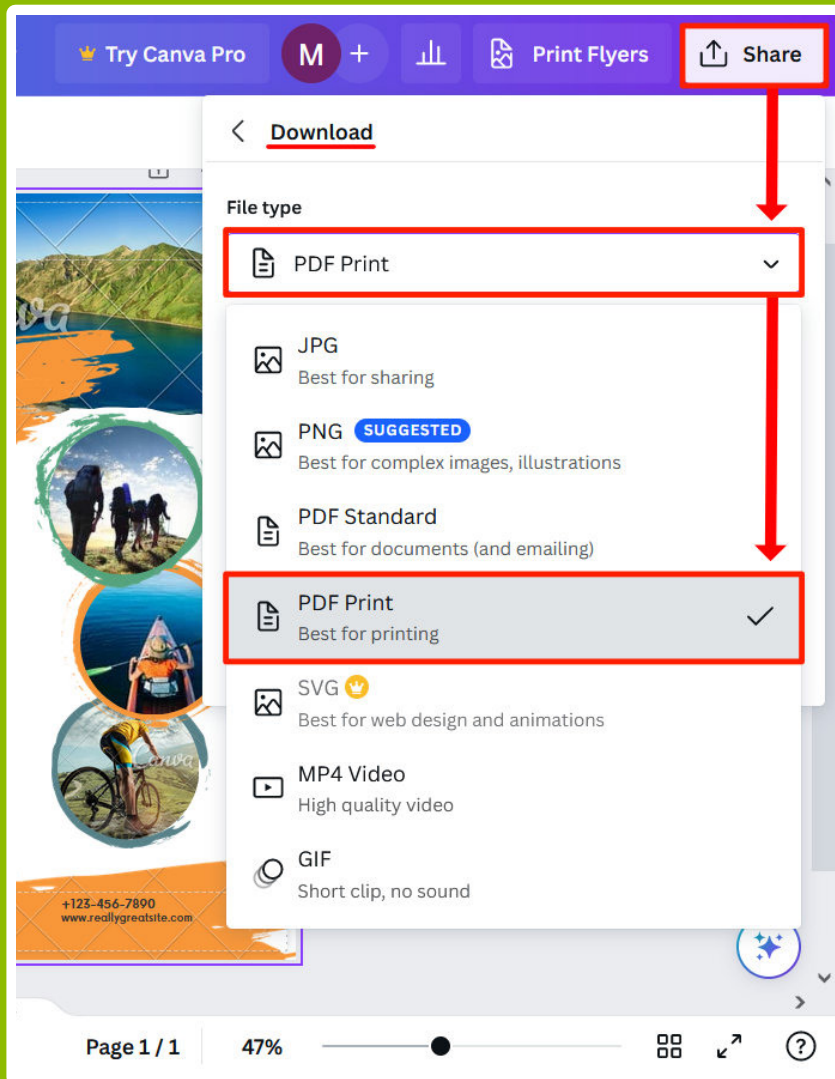 Try Canva Pro
M
+
Print Flyers
Share
Download
File type
PDF Print
JPG
Best for sharing
PNG SUGGESTED
Best for complex images, illustrations
PDF Standard
Best for documents (and emailing)
PDF Print
Best for printing
SVG
Best for web design and animations
MP4 Video
High quality video
GIF
Short clip, no sound
Canva
+123-456-7890
www.reallygreatsite.com
Page 1 / 1
47%
?